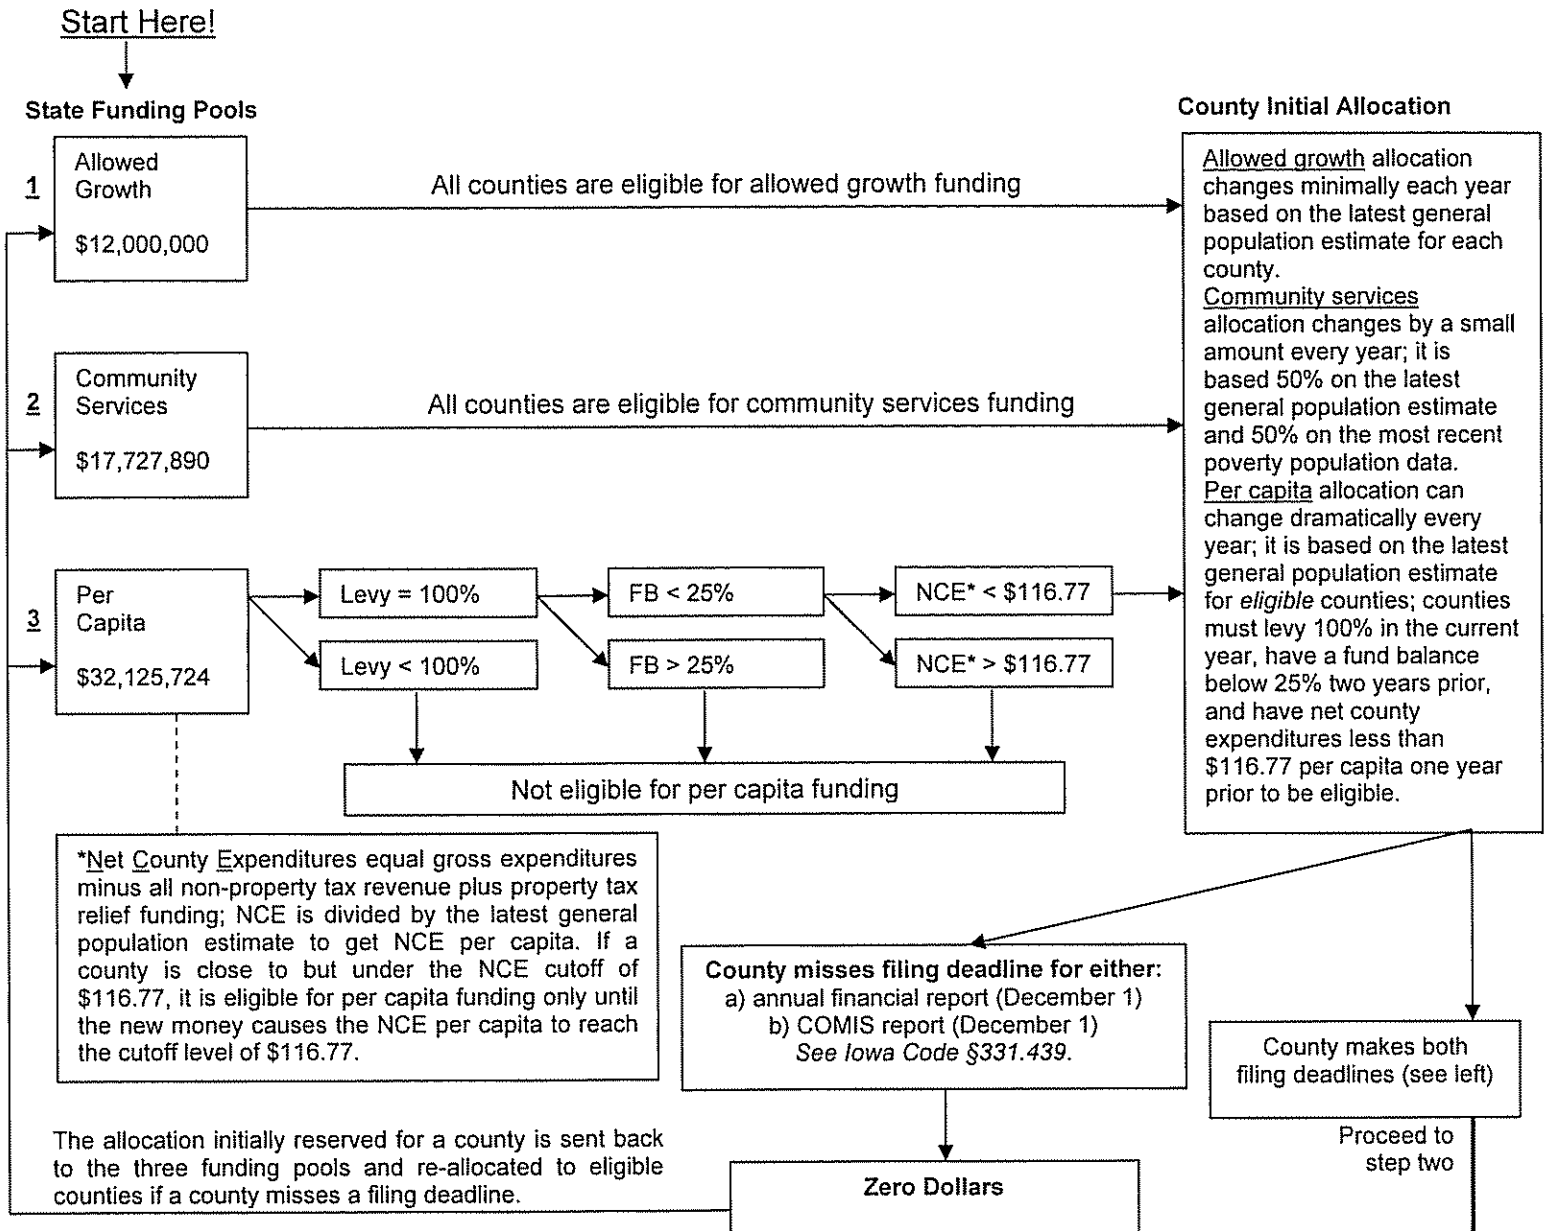 Start Here!
State Funding Pools
1
Allowed
Growth
$12,000,000
All counties are eligible for allowed growth funding
2
Community
Services
$17,727,890
All counties are eligible for community services funding
3
Per
Capita
$32,125,724
Levy = 100%
Levy < 100%
FB < 25%
FB > 25%
NCE* < $116.77
NCE* > $116.77
Not eligible for per capita funding
County Initial Allocation
Allowed growth allocation
changes minimally each year
based on the latest general
population estimate for each
county.
Community services
allocation changes by a small
amount every year; it is
based 50% on the latest
general population estimate
and 50% on the most recent
poverty population data.
Per capita allocation can
change dramatically every
year; it is based on the latest
general population estimate
for eligible counties; counties
must levy 100% in the current
year, have a fund balance
below 25% two years prior,
and have net county
expenditures less than
$116.77 per capita one year
prior to be eligible.
*Net County Expenditures equal gross expenditures
minus all non-property tax revenue plus property tax
relief funding; NCE is divided by the latest general
population estimate to get NCE per capita. If a
county is close to but under the NCE cutoff of
$116.77, it is eligible for per capita funding only until
the new money causes the NCE per capita to reach
the cutoff level of $116.77.
County misses filing deadline for either:
a) annual financial report (December 1)
b) COMIS report (December 1)
See Iowa Code §331.439.
County makes both
filing deadlines (see left)
Proceed to
step two
The allocation initially reserved for a county is sent back
to the three funding pools and re-allocated to eligible
counties if a county misses a filing deadline.
Zero Dollars